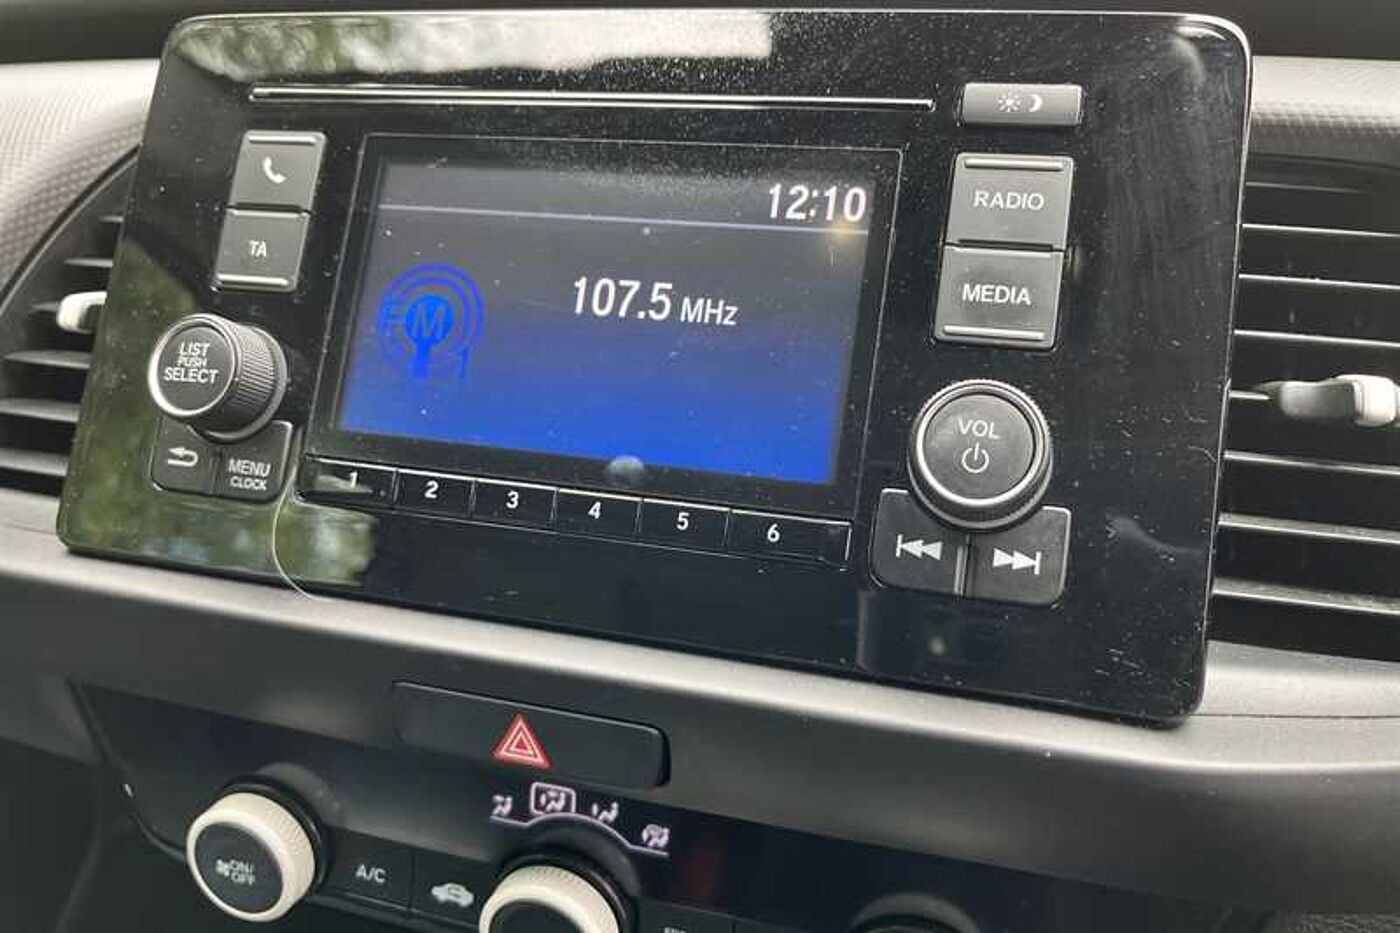 12:10
RADIO
TA
FM
1
107.5 MHz
MEDIA
LIST
PUSH
SELECT
VOL
MENU
CLOCK
1 2 3 4 5 6
ON/
OFF
A/C